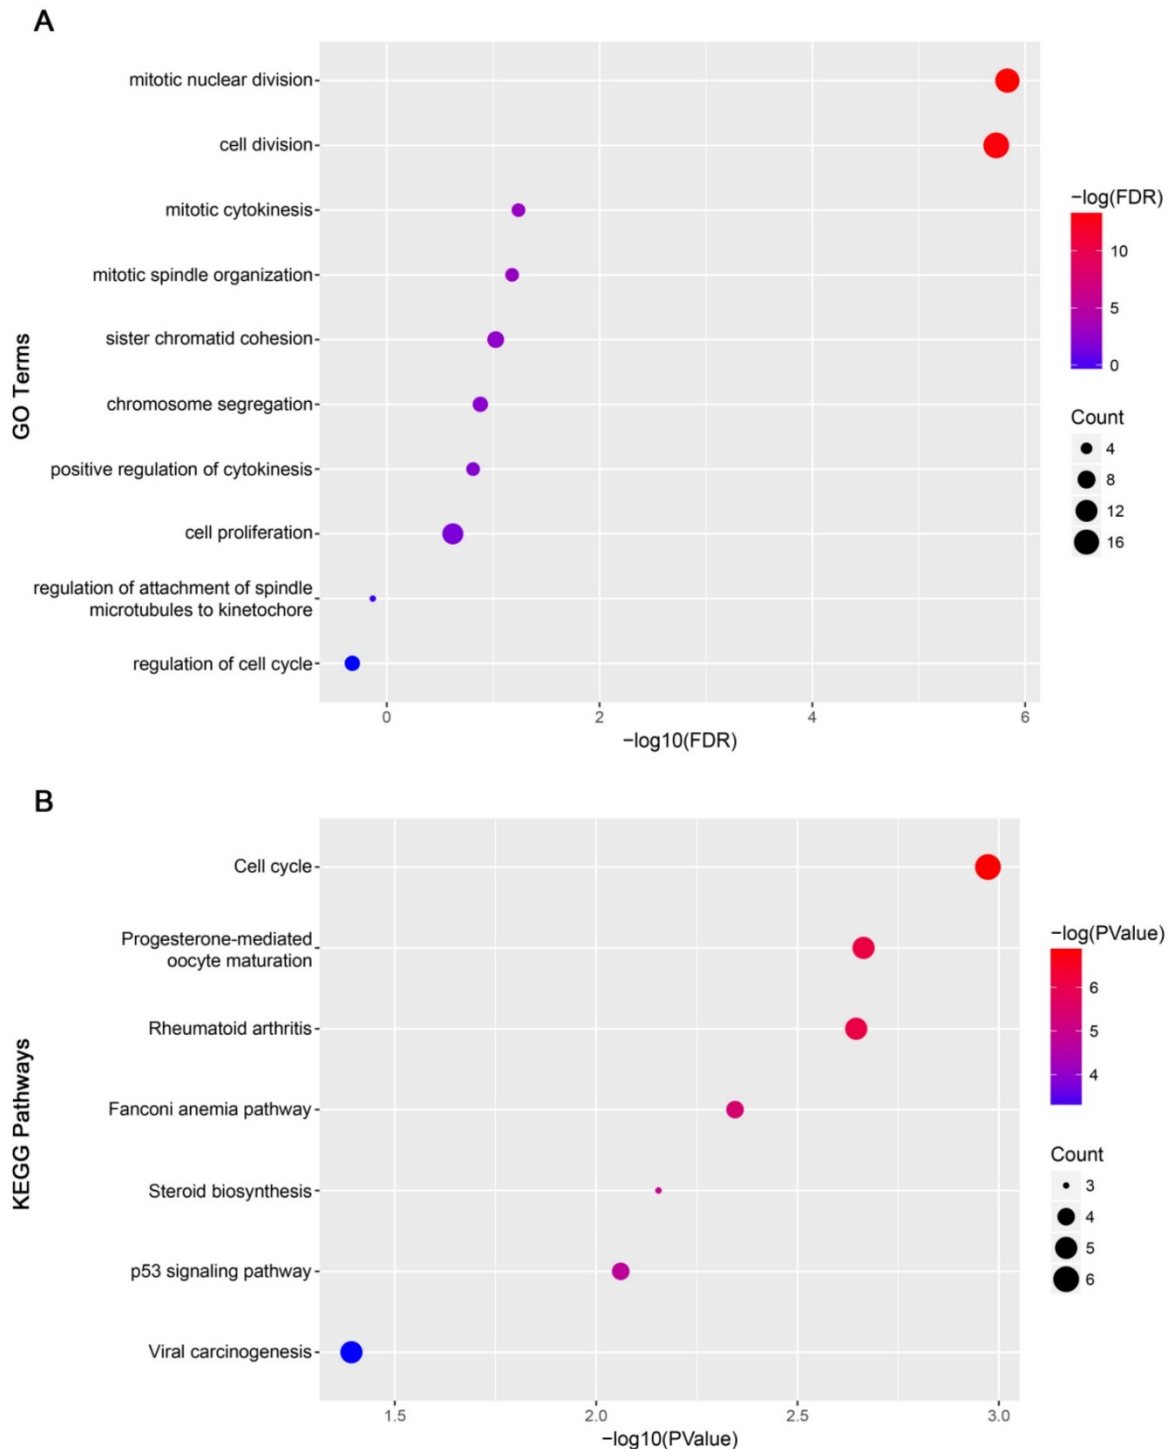 A
mitotic nuclear division
cell division
mitotic cytokinesis
mitotic spindle organization
sister chromatid cohesion
chromosome segregation
positive regulation of cytokinesis
cell proliferation
regulation of attachment of spindle
microtubules to kinetochore
regulation of cell cycle
GO Terms
0 2 4 6
−log10(FDR)
−log(FDR)
10
5
0
Count
4
8
12
16
B
Cell cycle
Progesterone-mediated
oocyte maturation
Rheumatoid arthritis
Fanconi anemia pathway
Steroid biosynthesis
p53 signaling pathway
Viral carcinogenesis
KEGG Pathways
1.5 2.0 2.5 3.0
−log10(PValue)
−log(PValue)
6
5
4
Count
3
4
5
6